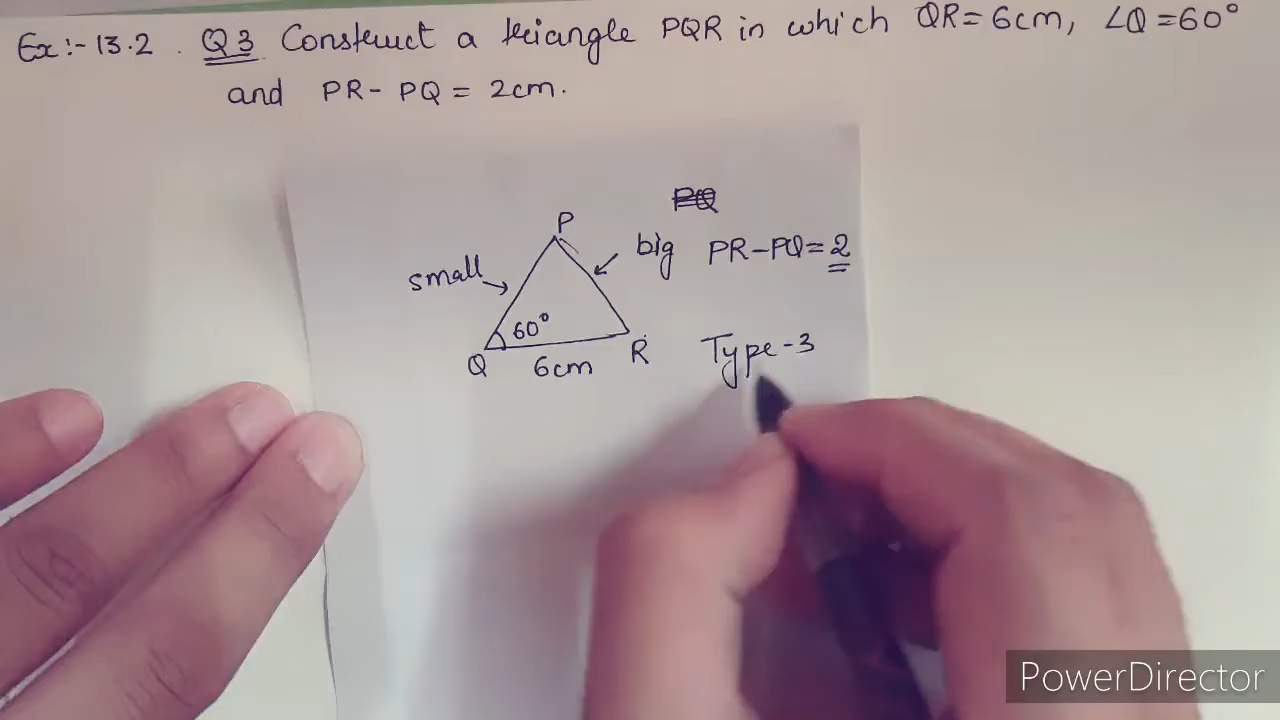 Ex:- 13.2 . Q3 Construct a triangle PQR in which QR = 6cm, ∠Q = 60°
and PR - PQ = 2cm.
PQ
P
small
big PR - PQ = 2
60°
Q 6cm R
Type - 3
PowerDirector